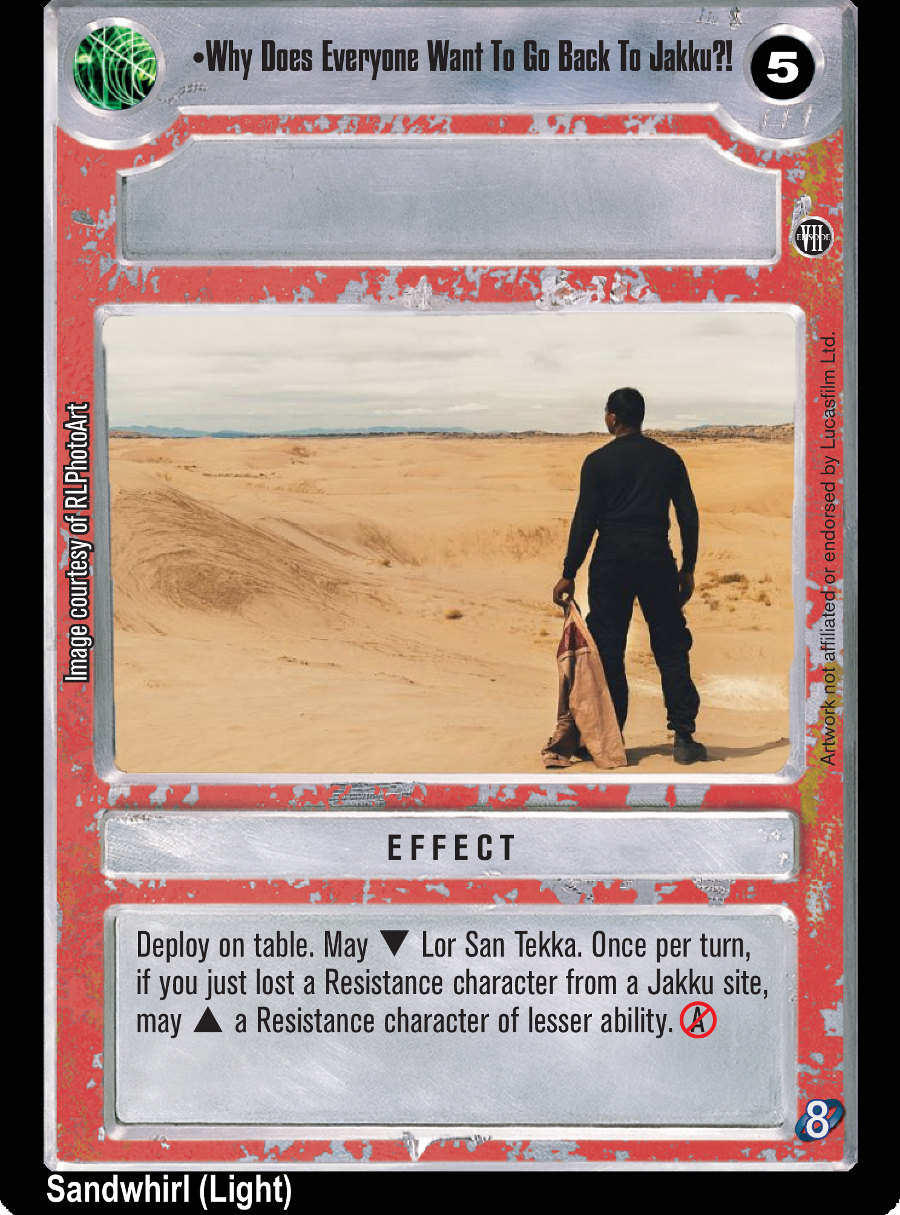 •Why Does Everyone Want To Go Back To Jakku?!
5
EPISODE
VII
Image courtesy of RLPhotoArt
Artwork not affiliated or endorsed by Lucasfilm Ltd.
EFFECT
Deploy on table. May ▼ Lor San Tekka. Once per turn,
if you just lost a Resistance character from a Jakku site,
may ▲ a Resistance character of lesser ability. A
8
Sandwhirl (Light)